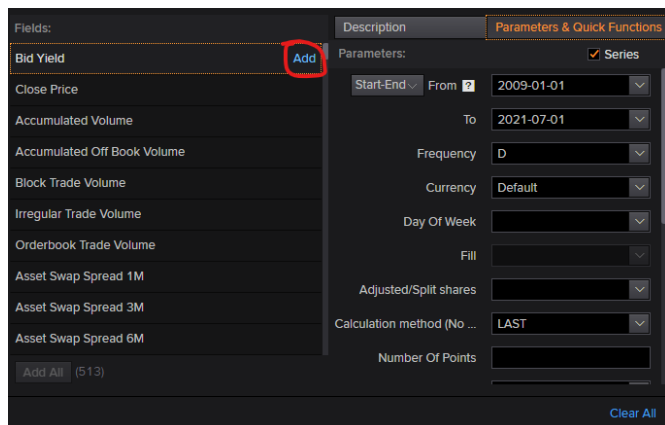 Fields:
Bid Yield Add
Close Price
Accumulated Volume
Accumulated Off Book Volume
Block Trade Volume
Irregular Trade Volume
Orderbook Trade Volume
Asset Swap Spread 1M
Asset Swap Spread 3M
Asset Swap Spread 6M
Add All (513)
Description Parameters & Quick Functions
Parameters: Series
Start-End From ? 2009-01-01
To 2021-07-01
Frequency D
Currency Default
Day Of Week
Fill
Adjusted/Split shares
Calculation method (No ... LAST
Number Of Points
Clear All